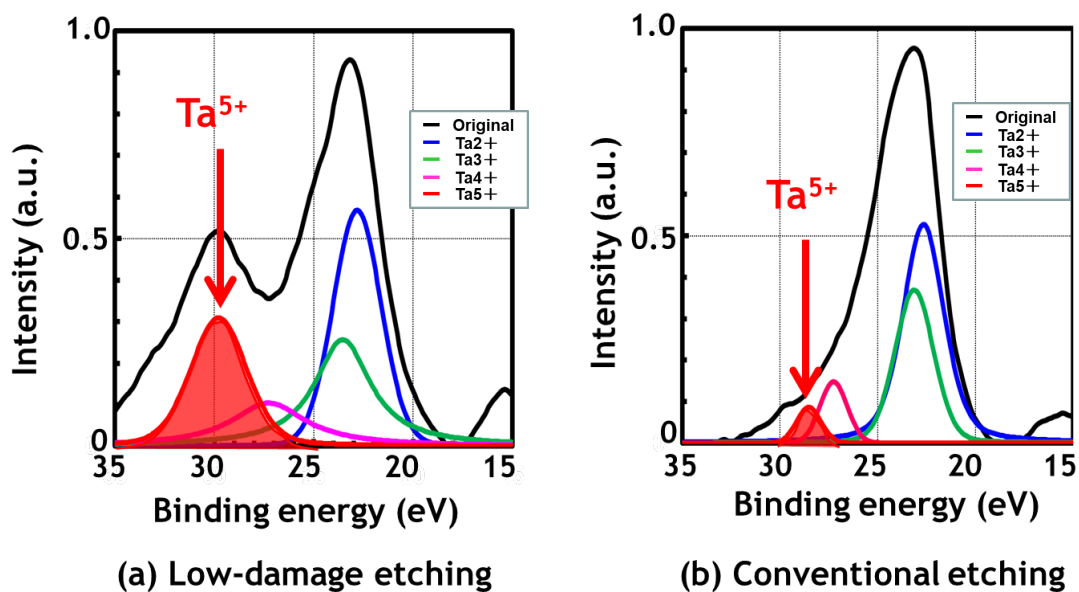 1.0
0.5
0
35
30
25
20
15
Intensity (a.u.)
Binding energy (eV)
Ta5+
Original
Ta2+
Ta3+
Ta4+
Ta5+
(a) Low-damage etching
1.0
0.5
0
35
30
25
20
15
Intensity (a.u.)
Binding energy (eV)
Ta5+
Original
Ta2+
Ta3+
Ta4+
Ta5+
(b) Conventional etching